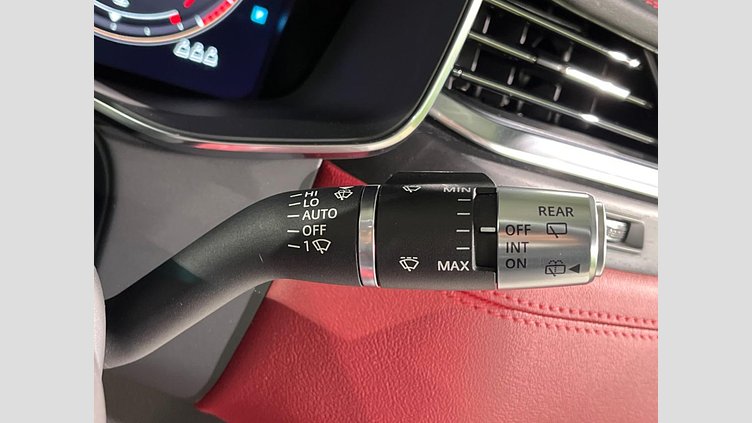 HI
LO
AUTO
OFF
1
MIN
MAX
REAR
OFF
INT
ON